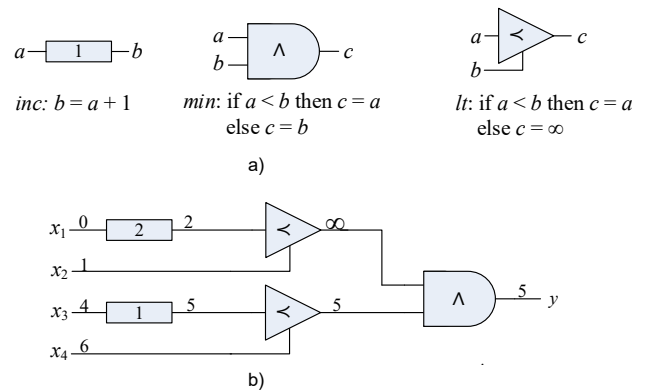 a 1 b
a b ∧ c
a b ≺ c
inc: b = a + 1
min: if a < b then c = a
else c = b
lt: if a < b then c = a
else c = ∞
a)
x1 0 2 2 ≺ ∞
x2 1
∧ 5 y
x3 4 1 5 ≺ 5
x4 6
b)